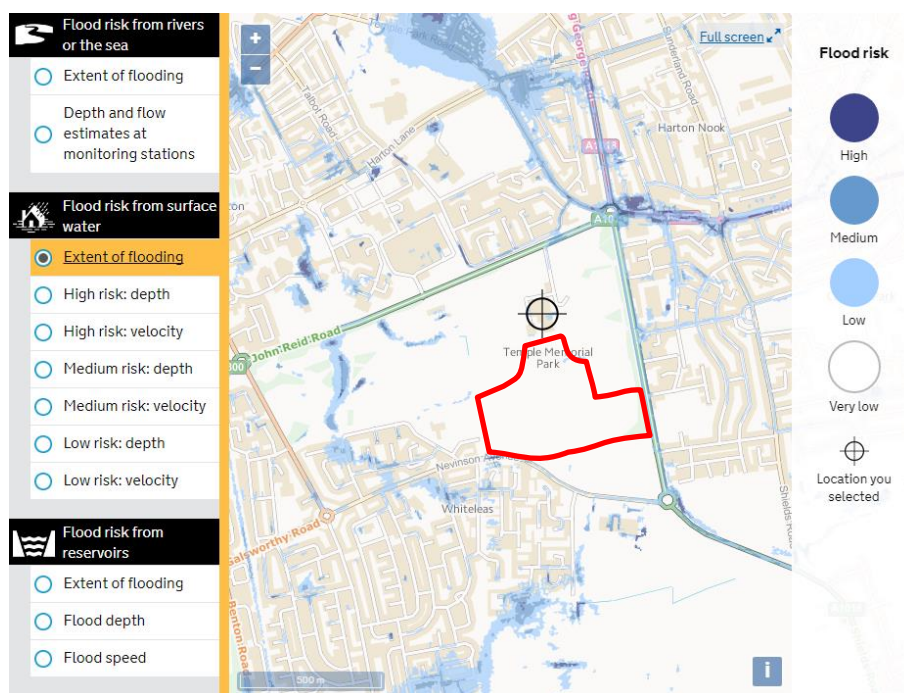 Flood risk from rivers
or the sea
Extent of flooding
Depth and flow
estimates at
monitoring stations
Flood risk from surface
water
Extent of flooding
High risk: depth
High risk: velocity
Medium risk: depth
Medium risk: velocity
Low risk: depth
Low risk: velocity
Flood risk from
reservoirs
Extent of flooding
Flood depth
Flood speed
+
−
Full screen
Talbot Road
Harton Lane
Sunderland Road
Harton Nook
A10
John Reid Road
Temple Memorial
Park
Nevinson Avenue
Whiteleas
Galsworthy Road
Benton Road
500 m
i
Flood risk
High
Medium
Low
Very low
Location you
selected